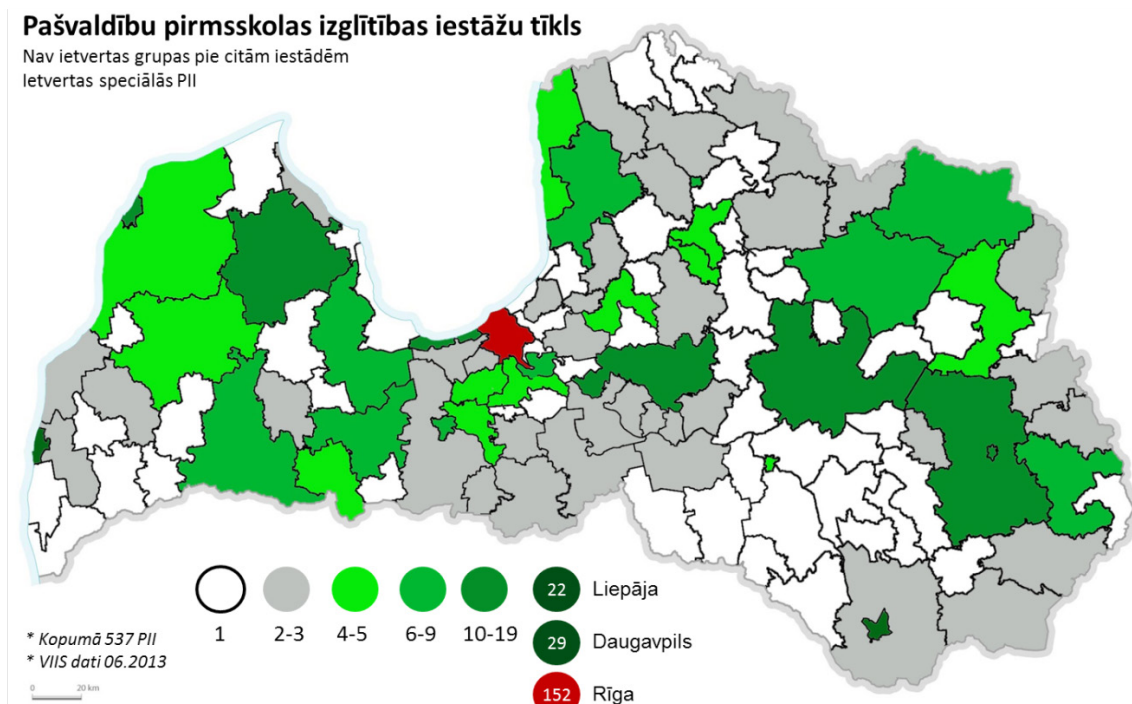 Pašvaldību pirmsskolas izglītības iestāžu tīkls
Nav ietvertas grupas pie citām iestādēm
Ietvertas speciālās PII
1
2-3
4-5
6-9
10-19
22 Liepāja
29 Daugavpils
152 Rīga
* Kopumā 537 PII
* VIIS dati 06.2013
0 20 km